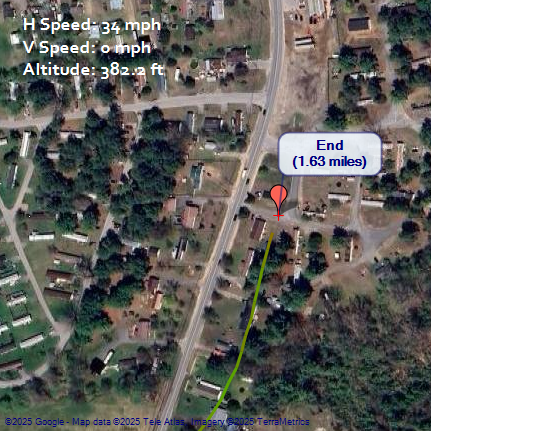 H Speed: 34 mph
V Speed: 0 mph
Altitude: 382.2 ft
End
(1.63 miles)
©2025 Google - Map data ©2025 Tele Atlas, Imagery ©2025 TerraMetrics